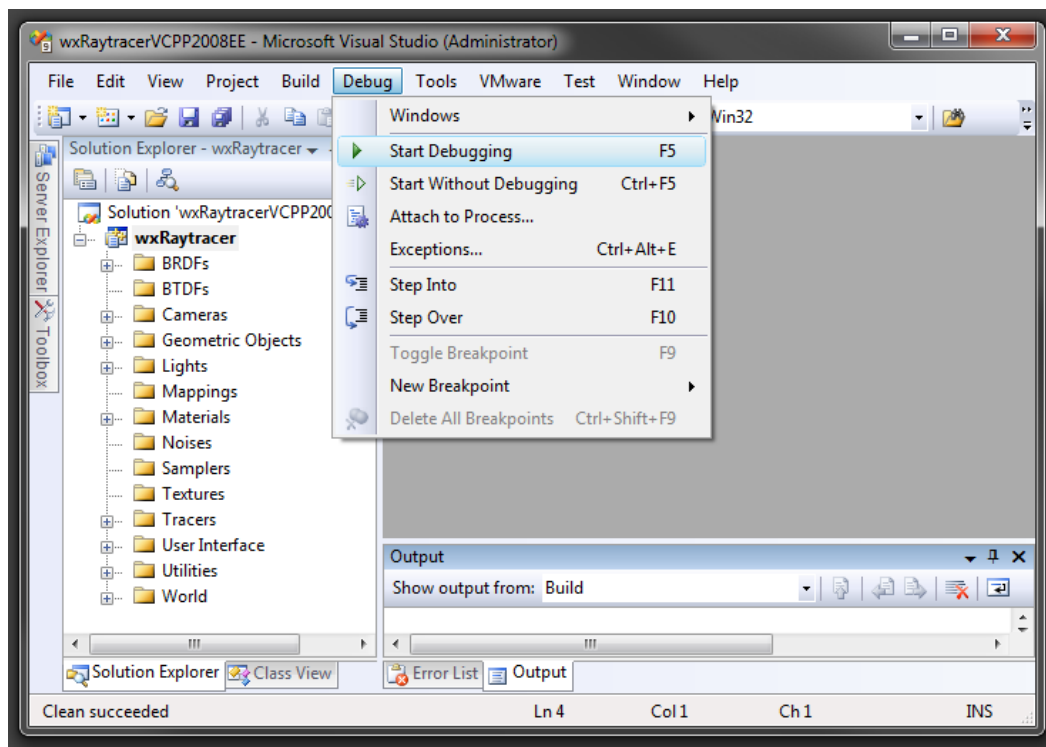 wxRaytracerVCPP2008EE - Microsoft Visual Studio (Administrator)
File Edit View Project Build Debug Tools VMware Test Window Help
Win32
Solution Explorer - wxRaytracer
Server Explorer
Toolbox
Solution 'wxRaytracerVCPP200
wxRaytracer
BRDFs
BTDFs
Cameras
Geometric Objects
Lights
Mappings
Materials
Noises
Samplers
Textures
Tracers
User Interface
Utilities
World
Windows
Start Debugging F5
Start Without Debugging Ctrl+F5
Attach to Process...
Exceptions... Ctrl+Alt+E
Step Into F11
Step Over F10
Toggle Breakpoint F9
New Breakpoint
Delete All Breakpoints Ctrl+Shift+F9
Output
Show output from: Build
Solution Explorer Class View
Error List Output
Clean succeeded Ln 4 Col 1 Ch 1 INS